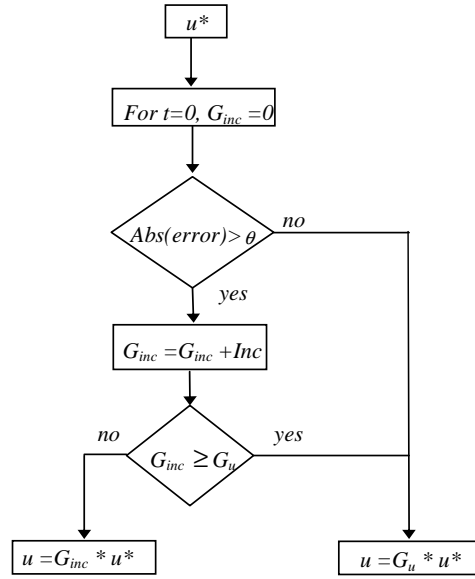 u*
For t=0, G_inc =0
no
Abs(error)> θ
yes
G_inc =G_inc +Inc
no
yes
G_inc ≥ G_u
u =G_inc * u*
u =G_u * u*